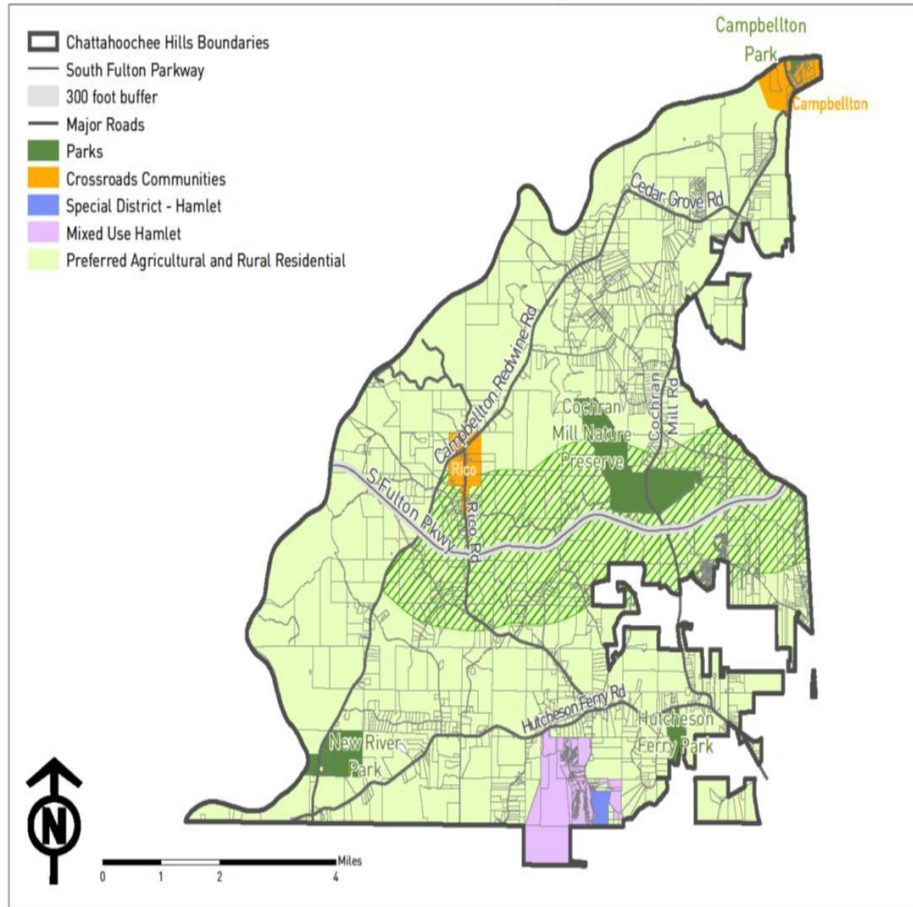 Chattahoochee Hills Boundaries
South Fulton Parkway
300 foot buffer
Major Roads
Parks
Crossroads Communities
Special District - Hamlet
Mixed Use Hamlet
Preferred Agricultural and Rural Residential
Campbellton
Park
Campbellton
Cedar Grove Rd
Campbellton Redwine Rd
Cochran
Mill Rd
Cochran
Mill Nature
Preserve
Rico
S Fulton Pkwy
Rico Rd
Hutcheson Ferry Rd
Hutcheson
Ferry Park
New River
Park
N
Miles
0 1 2 4